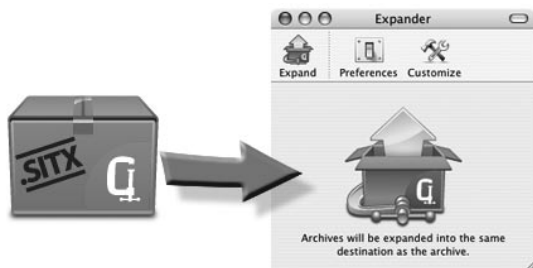 .SITX
Expander
Expand Preferences Customize
Archives will be expanded into the same
destination as the archive.